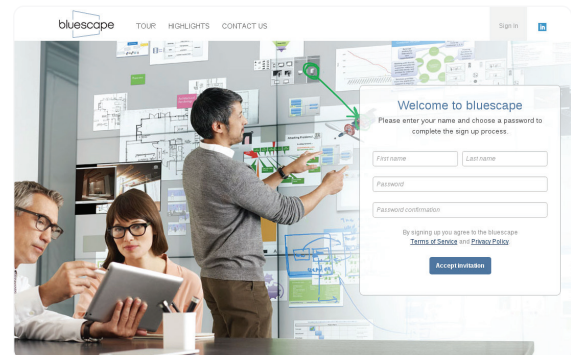 bluescape
TOUR HIGHLIGHTS CONTACT US
Sign In
in
Welcome to bluescape
Please enter your name and choose a password to
complete the sign up process.
First name
Last name
Password
Password confirmation
By signing up you agree to the bluescape
Terms of Service and Privacy Policy
Accept Invitation